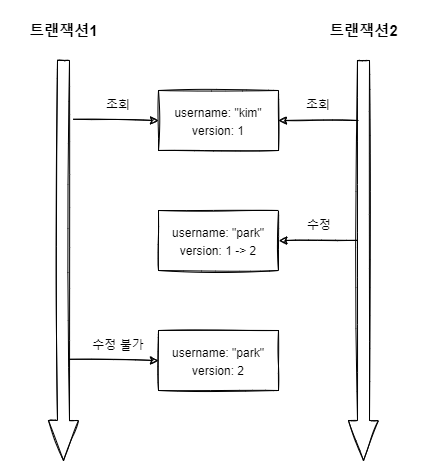 트랜잭션1
트랜잭션2
조회
username: "kim"
version: 1
조회
username: "park"
version: 1 -> 2
수정
수정 불가
username: "park"
version: 2